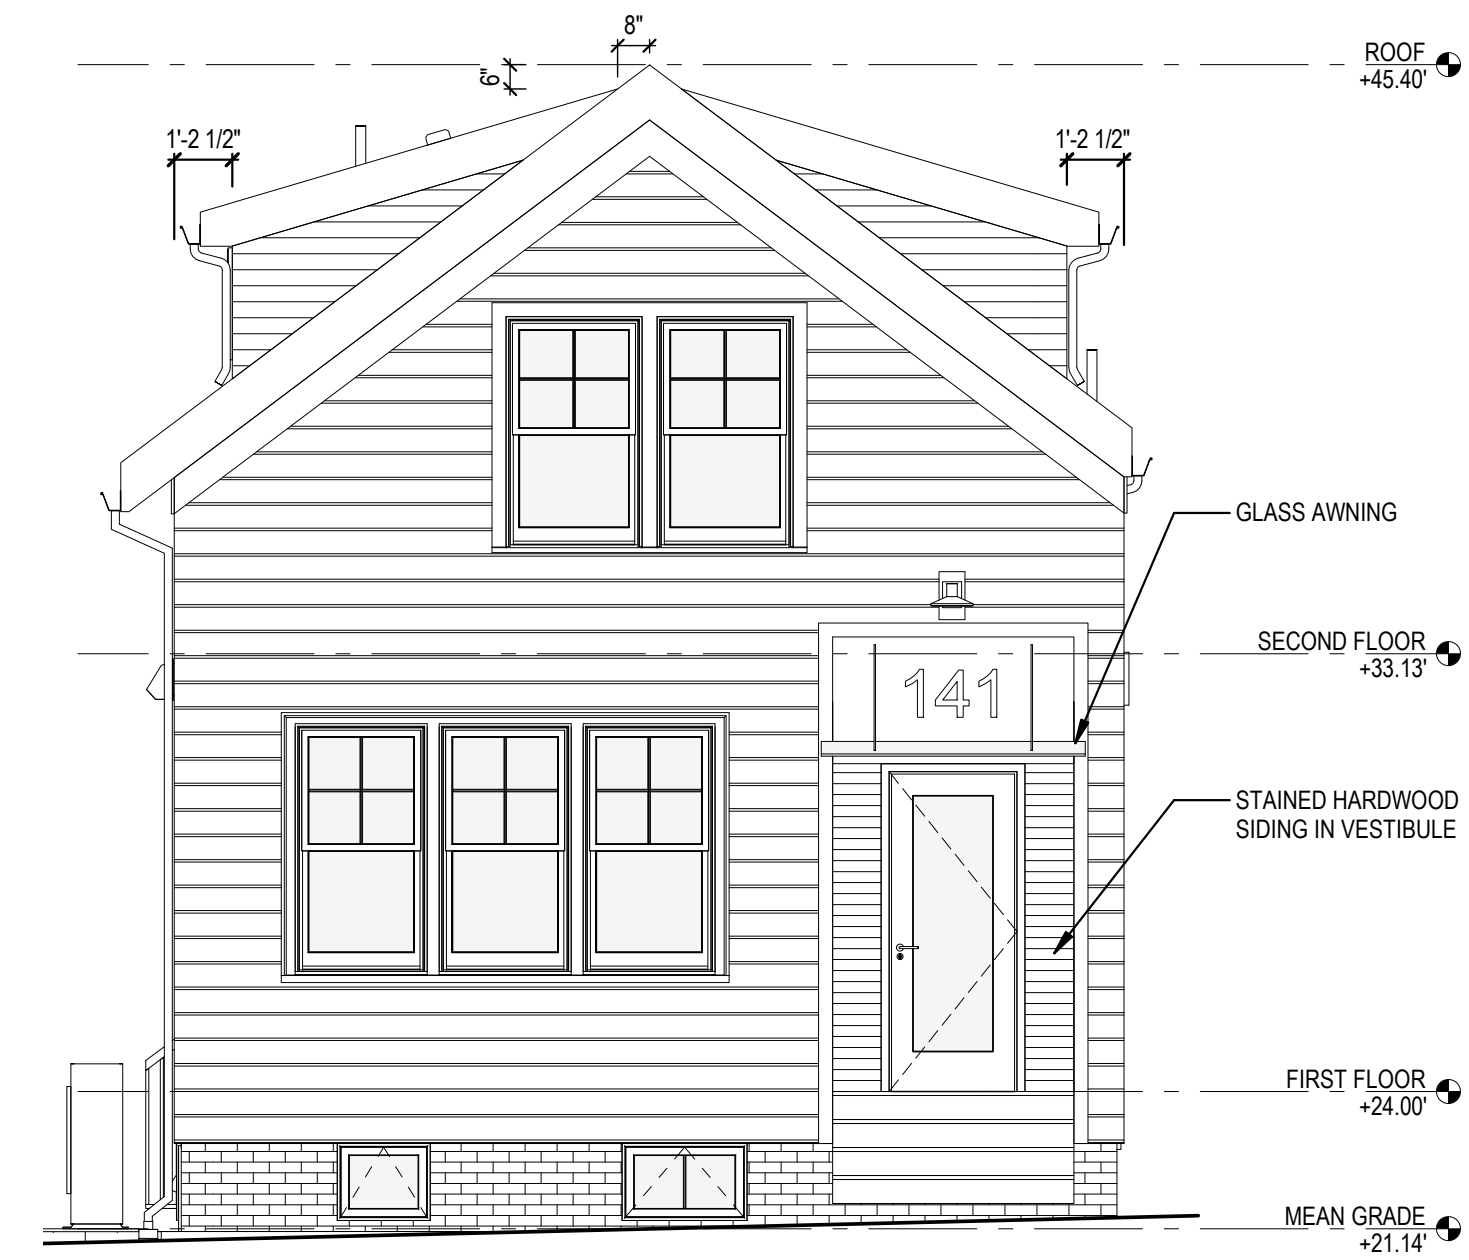 8"
ROOF
+45.40'
6"
1'-2 1/2"
1'-2 1/2"
GLASS AWNING
SECOND FLOOR
+33.13'
141
STAINED HARDWOOD
SIDING IN VESTIBULE
FIRST FLOOR
+24.00'
MEAN GRADE
+21.14'